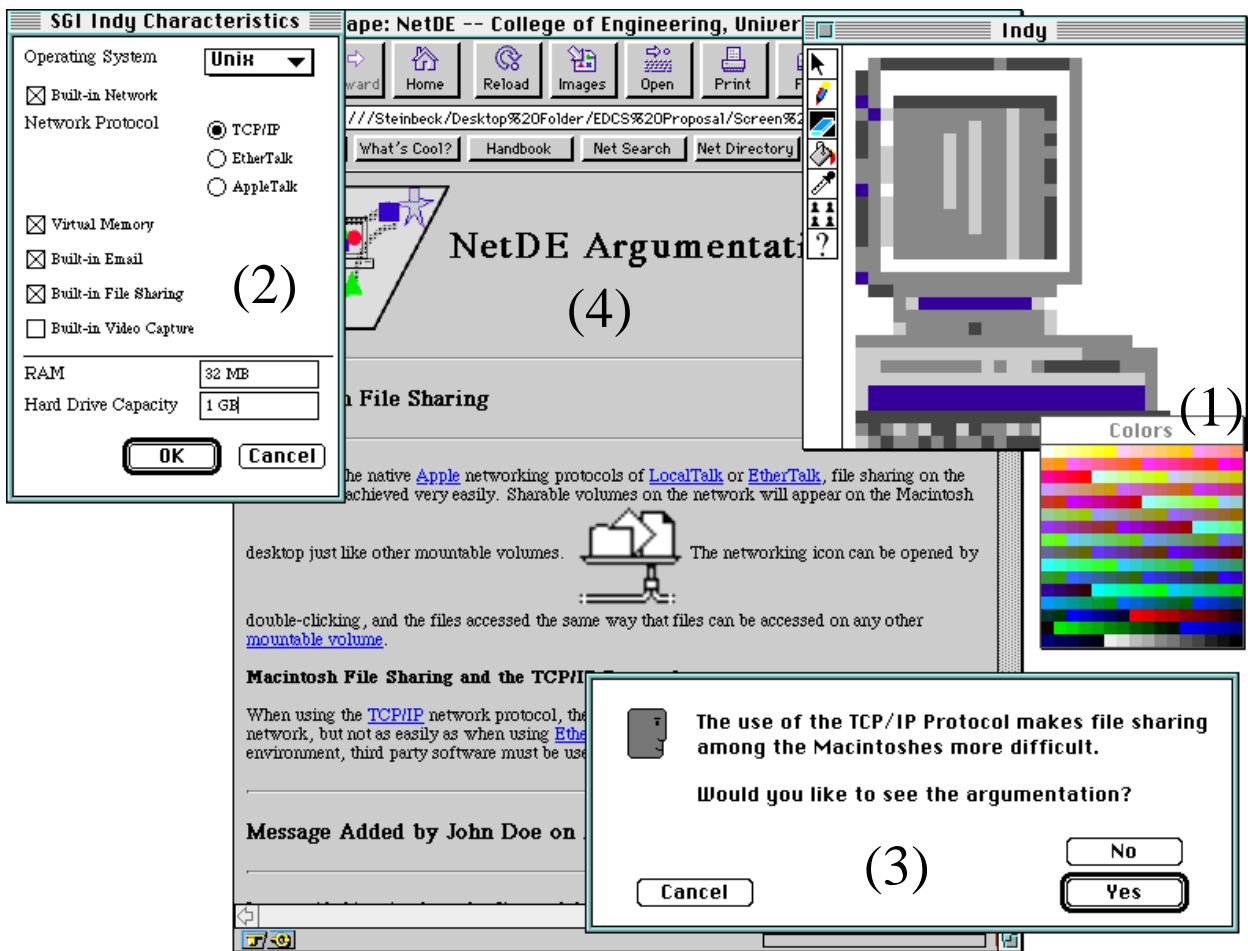 SGI Indy Characteristics
Operating System
Unix
Built-in Network
Network Protocol
TCP/IP
EtherTalk
AppleTalk
Virtual Memory
Built-in Email
(2)
Built-in File Sharing
Built-in Video Capture
RAM
32 MB
Hard Drive Capacity
1 GB
OK
Cancel
ape: NetDE -- College of Engineering, Univer
ward
Home
Reload
Images
Open
Print
F
///Steinbeck/Desktop%20Folder/EDCS%20Proposal/Screen%2
What's Cool?
Handbook
Net Search
Net Directory
NetDE Argumentati
(4)
File Sharing
he native Apple networking protocols of LocalTalk or EtherTalk, file sharing on the
achieved very easily. Sharable volumes on the network will appear on the Macintosh
desktop just like other mountable volumes. The networking icon can be opened by
double-clicking, and the files accessed the same way that files can be accessed on any other
mountable volume.
Macintosh File Sharing and the TCP/IP
When using the TCP/IP network protocol, the
network, but not as easily as when using Ethe
environment, third party software must be use
Message Added by John Doe on
Indy
?
(1)
Colors
The use of the TCP/IP Protocol makes file sharing
among the Macintoshes more difficult.
Would you like to see the argumentation?
(3)
No
Cancel
Yes